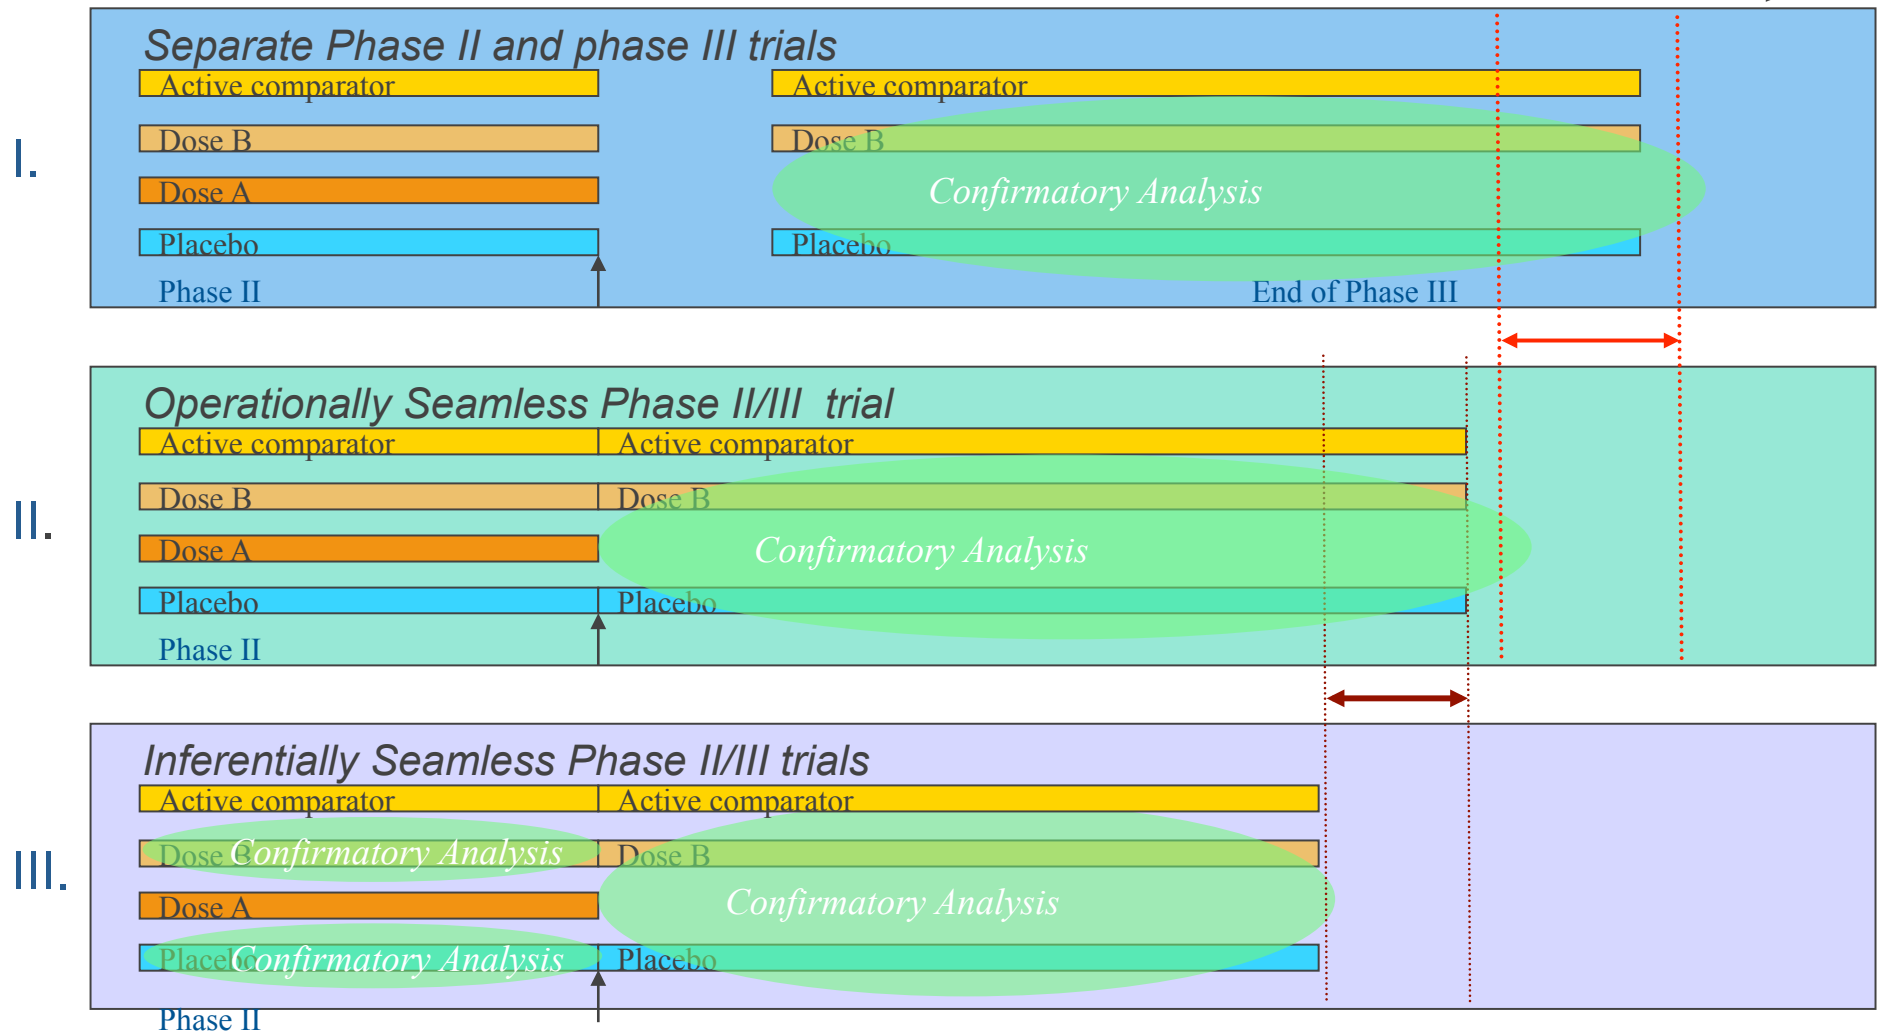 Separate Phase II and phase III trials
Active comparator Active comparator
Dose B Dose B
I.
Dose A Confirmatory Analysis
Placebo Placebo
Phase II End of Phase III
Operationally Seamless Phase II/III trial
Active comparator Active comparator
Dose B Dose B
II.
Dose A Confirmatory Analysis
Placebo Placebo
Phase II
Inferentially Seamless Phase II/III trials
Active comparator Active comparator
Dose B Confirmatory Analysis Dose B
III.
Dose A Confirmatory Analysis
Placebo Confirmatory Analysis Placebo
Phase II